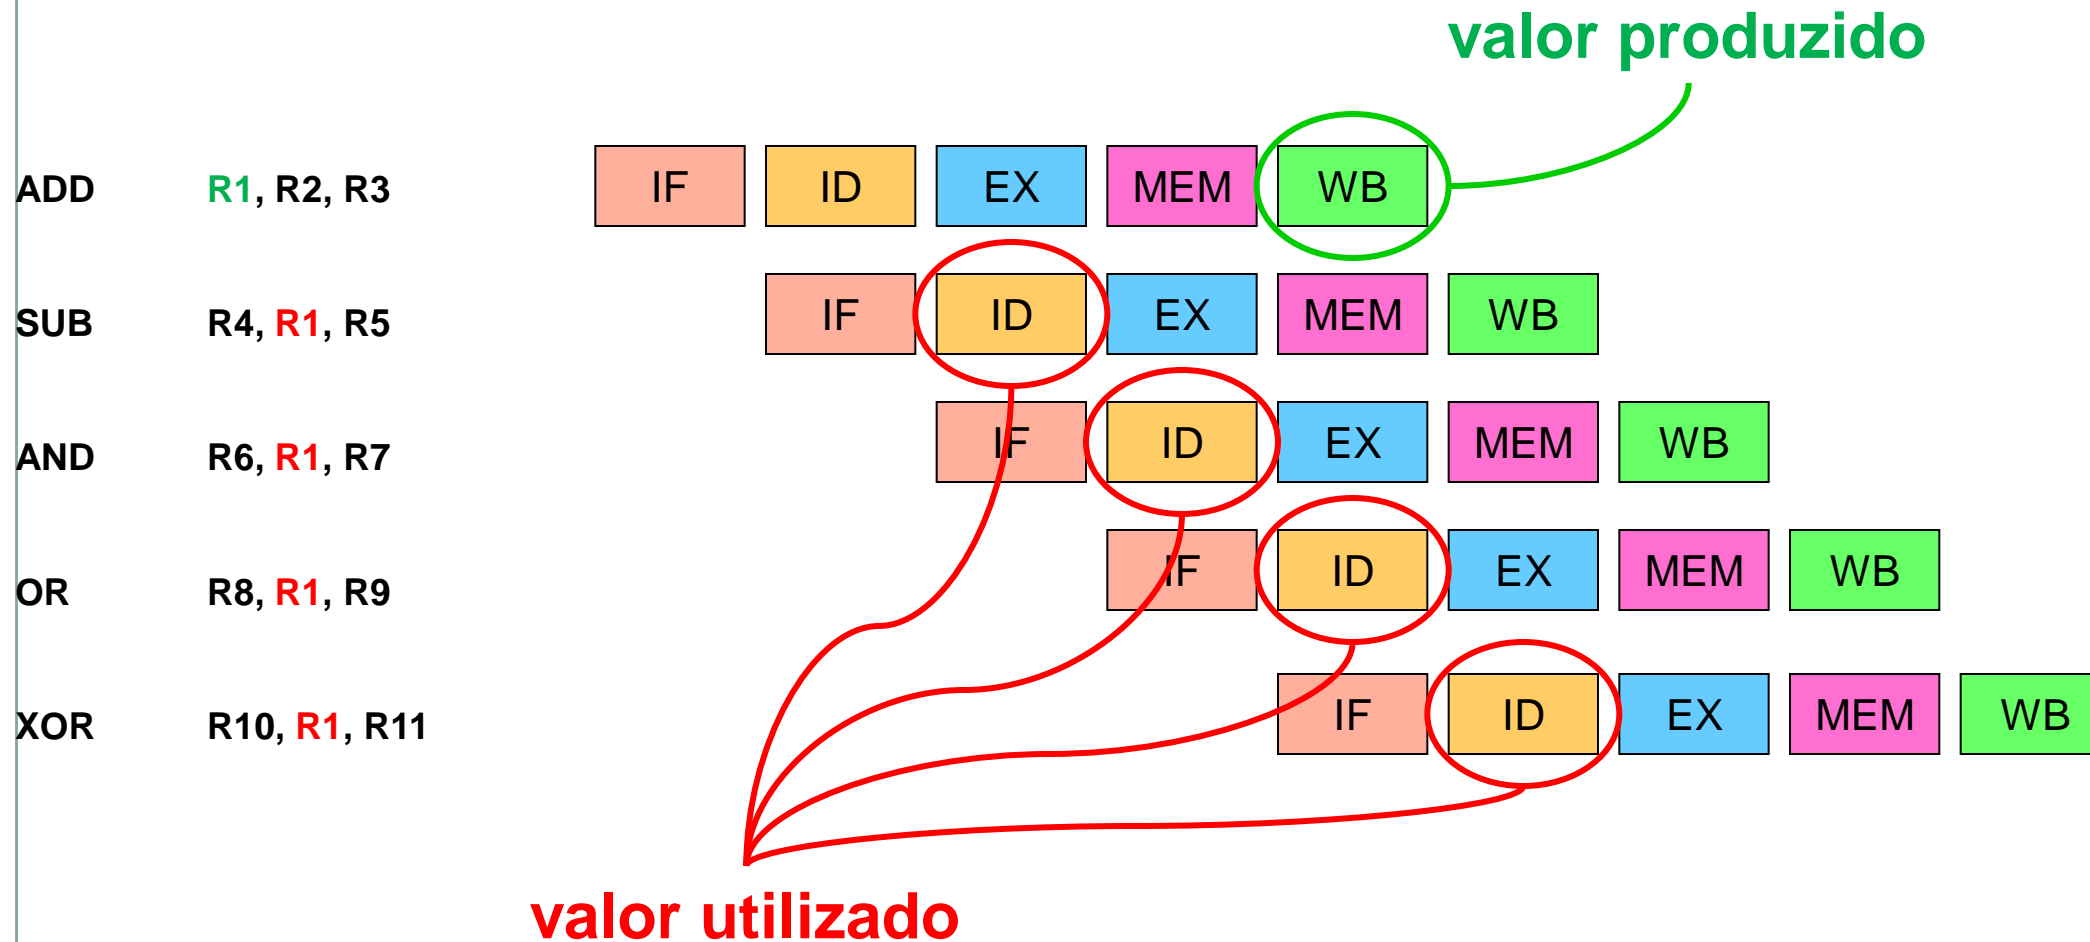 valor produzido
ADD R1, R2, R3 IF ID EX MEM WB
SUB R4, R1, R5 IF ID EX MEM WB
AND R6, R1, R7 IF ID EX MEM WB
OR R8, R1, R9 IF ID EX MEM WB
XOR R10, R1, R11 IF ID EX MEM WB
valor utilizado